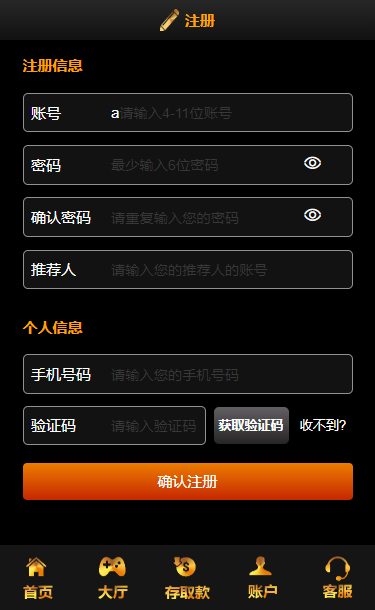 注册
注册信息
账号 a请输入4-11位账号
密码 最少输入6位密码
确认密码 请重复输入您的密码
推荐人 请输入您的推荐人的账号
个人信息
手机号码 请输入您的手机号码
验证码 请输入验证码 获取验证码 收不到?
确认注册
首页 大厅 存取款 账户 客服